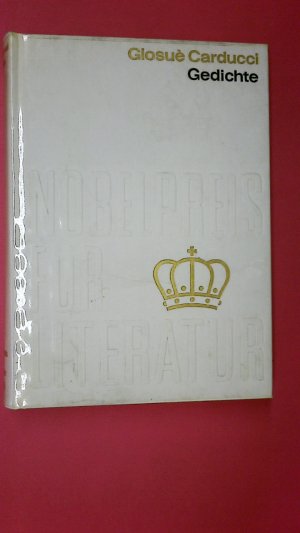 Giosuè Carducci
Gedichte
NOBELPREIS
FÜR
LITERATUR